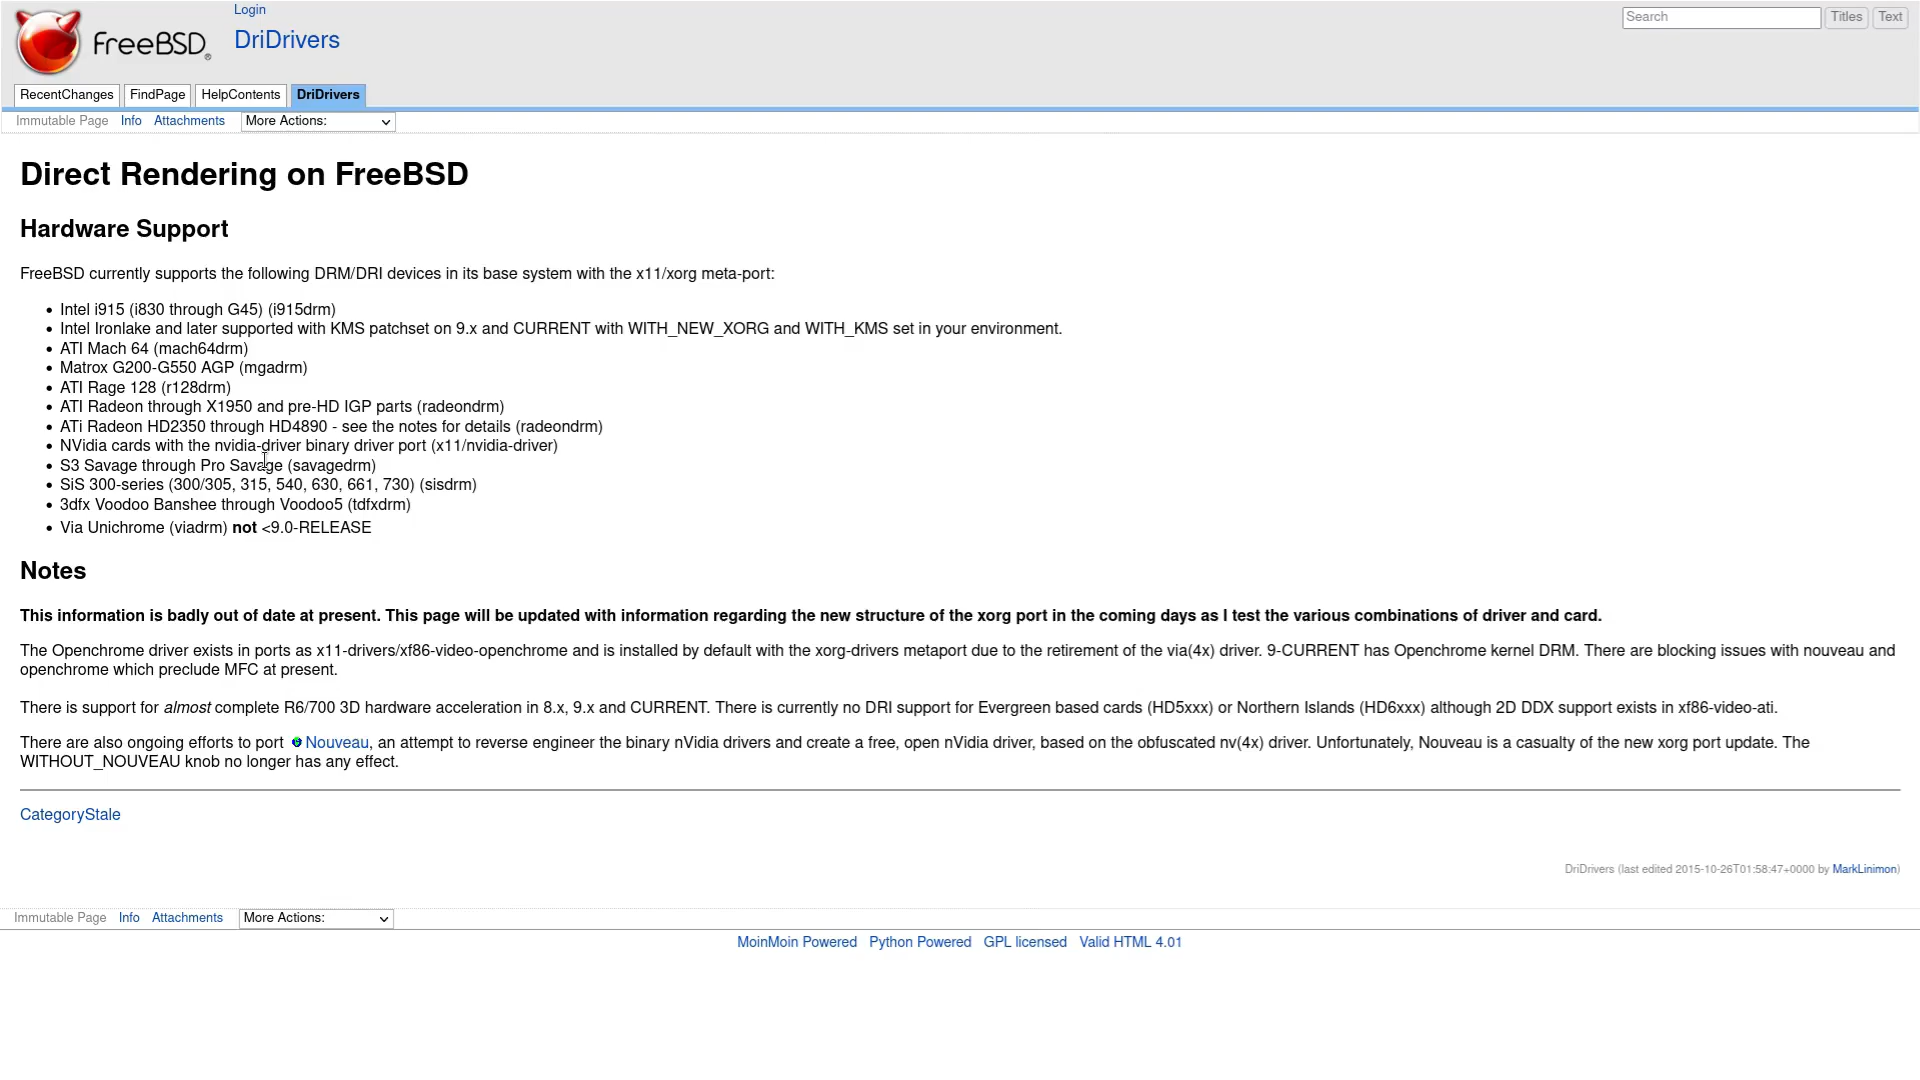 Login
FreeBSD®
DriDrivers
Search
Titles
Text
RecentChanges
FindPage
HelpContents
DriDrivers
Immutable Page
Info
Attachments
More Actions:
Direct Rendering on FreeBSD
Hardware Support
FreeBSD currently supports the following DRM/DRI devices in its base system with the x11/xorg meta-port:
• Intel i915 (i830 through G45) (i915drm)
• Intel Ironlake and later supported with KMS patchset on 9.x and CURRENT with WITH_NEW_XORG and WITH_KMS set in your environment.
• ATI Mach 64 (mach64drm)
• Matrox G200-G550 AGP (mgadrm)
• ATI Rage 128 (r128drm)
• ATI Radeon through X1950 and pre-HD IGP parts (radeondrm)
• ATi Radeon HD2350 through HD4890 - see the notes for details (radeondrm)
• NVidia cards with the nvidia-driver binary driver port (x11/nvidia-driver)
• S3 Savage through Pro Savage (savagedrm)
• SiS 300-series (300/305, 315, 540, 630, 661, 730) (sisdrm)
• 3dfx Voodoo Banshee through Voodoo5 (tdfxdrm)
• Via Unichrome (viadrm) not <9.0-RELEASE
Notes
This information is badly out of date at present. This page will be updated with information regarding the new structure of the xorg port in the coming days as I test the various combinations of driver and card.
The Openchrome driver exists in ports as x11-drivers/xf86-video-openchrome and is installed by default with the xorg-drivers metaport due to the retirement of the via(4x) driver. 9-CURRENT has Openchrome kernel DRM. There are blocking issues with nouveau and
openchrome which preclude MFC at present.
There is support for almost complete R6/700 3D hardware acceleration in 8.x, 9.x and CURRENT. There is currently no DRI support for Evergreen based cards (HD5xxx) or Northern Islands (HD6xxx) although 2D DDX support exists in xf86-video-ati.
There are also ongoing efforts to port Nouveau, an attempt to reverse engineer the binary nVidia drivers and create a free, open nVidia driver, based on the obfuscated nv(4x) driver. Unfortunately, Nouveau is a casualty of the new xorg port update. The
WITHOUT_NOUVEAU knob no longer has any effect.
CategoryStale
DriDrivers (last edited 2015-10-26T01:58:47+0000 by MarkLinimon)
Immutable Page
Info
Attachments
More Actions:
MoinMoin Powered
Python Powered
GPL licensed
Valid HTML 4.01